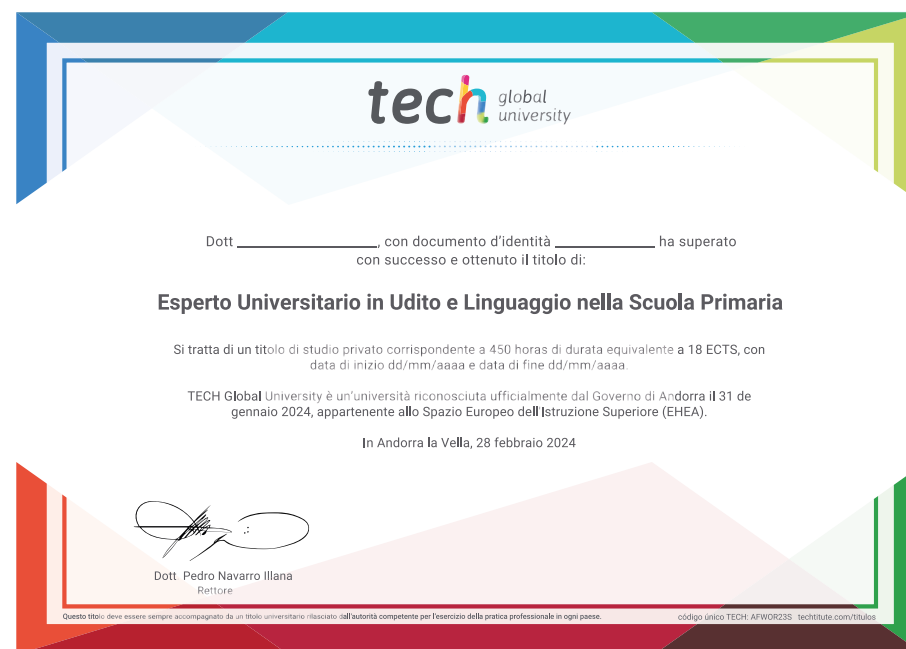 tech global university
Dott ____________, con documento d'identità ____________ ha superato
con successo e ottenuto il titolo di:
Esperto Universitario in Udito e Linguaggio nella Scuola Primaria
Si tratta di un titolo di studio privato corrispondente a 450 horas di durata equivalente a 18 ECTS, con
data di inizio dd/mm/aaaa e data di fine dd/mm/aaaa.
TECH Global University è un'università riconosciuta ufficialmente dal Governo di Andorra il 31 de
gennaio 2024, appartenente allo Spazio Europeo dell'Istruzione Superiore (EHEA).
In Andorra la Vella, 28 febbraio 2024
Dott. Pedro Navarro Illana
Rettore
Questo titolo deve essere sempre accompagnato da un titolo universitario rilasciato dall'autorità competente per l'esercizio della pratica professionale in ogni paese.
código único TECH: AFWOR23S techtitute.com/titulos